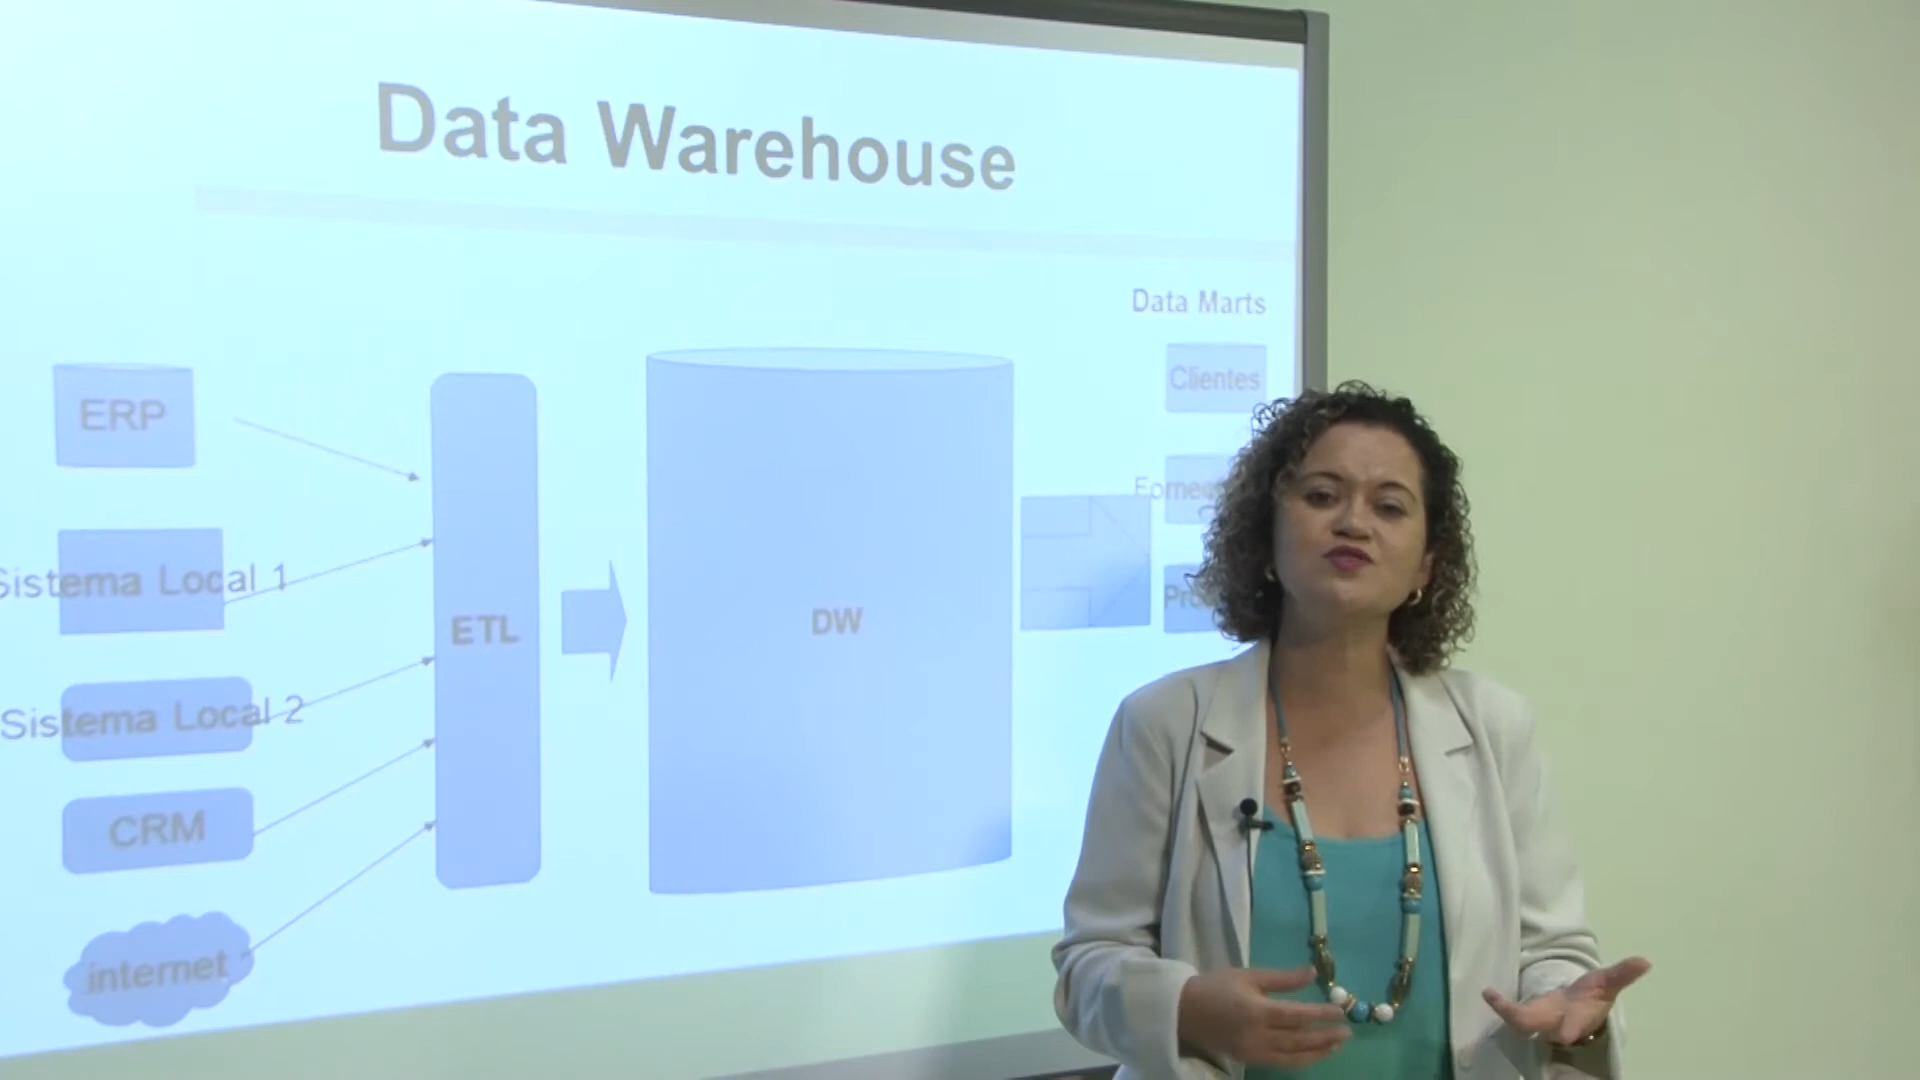 Data Warehouse
Data Marts
Clientes
ERP
Sistema Local 1
ETL
DW
Sistema Local 2
CRM
internet